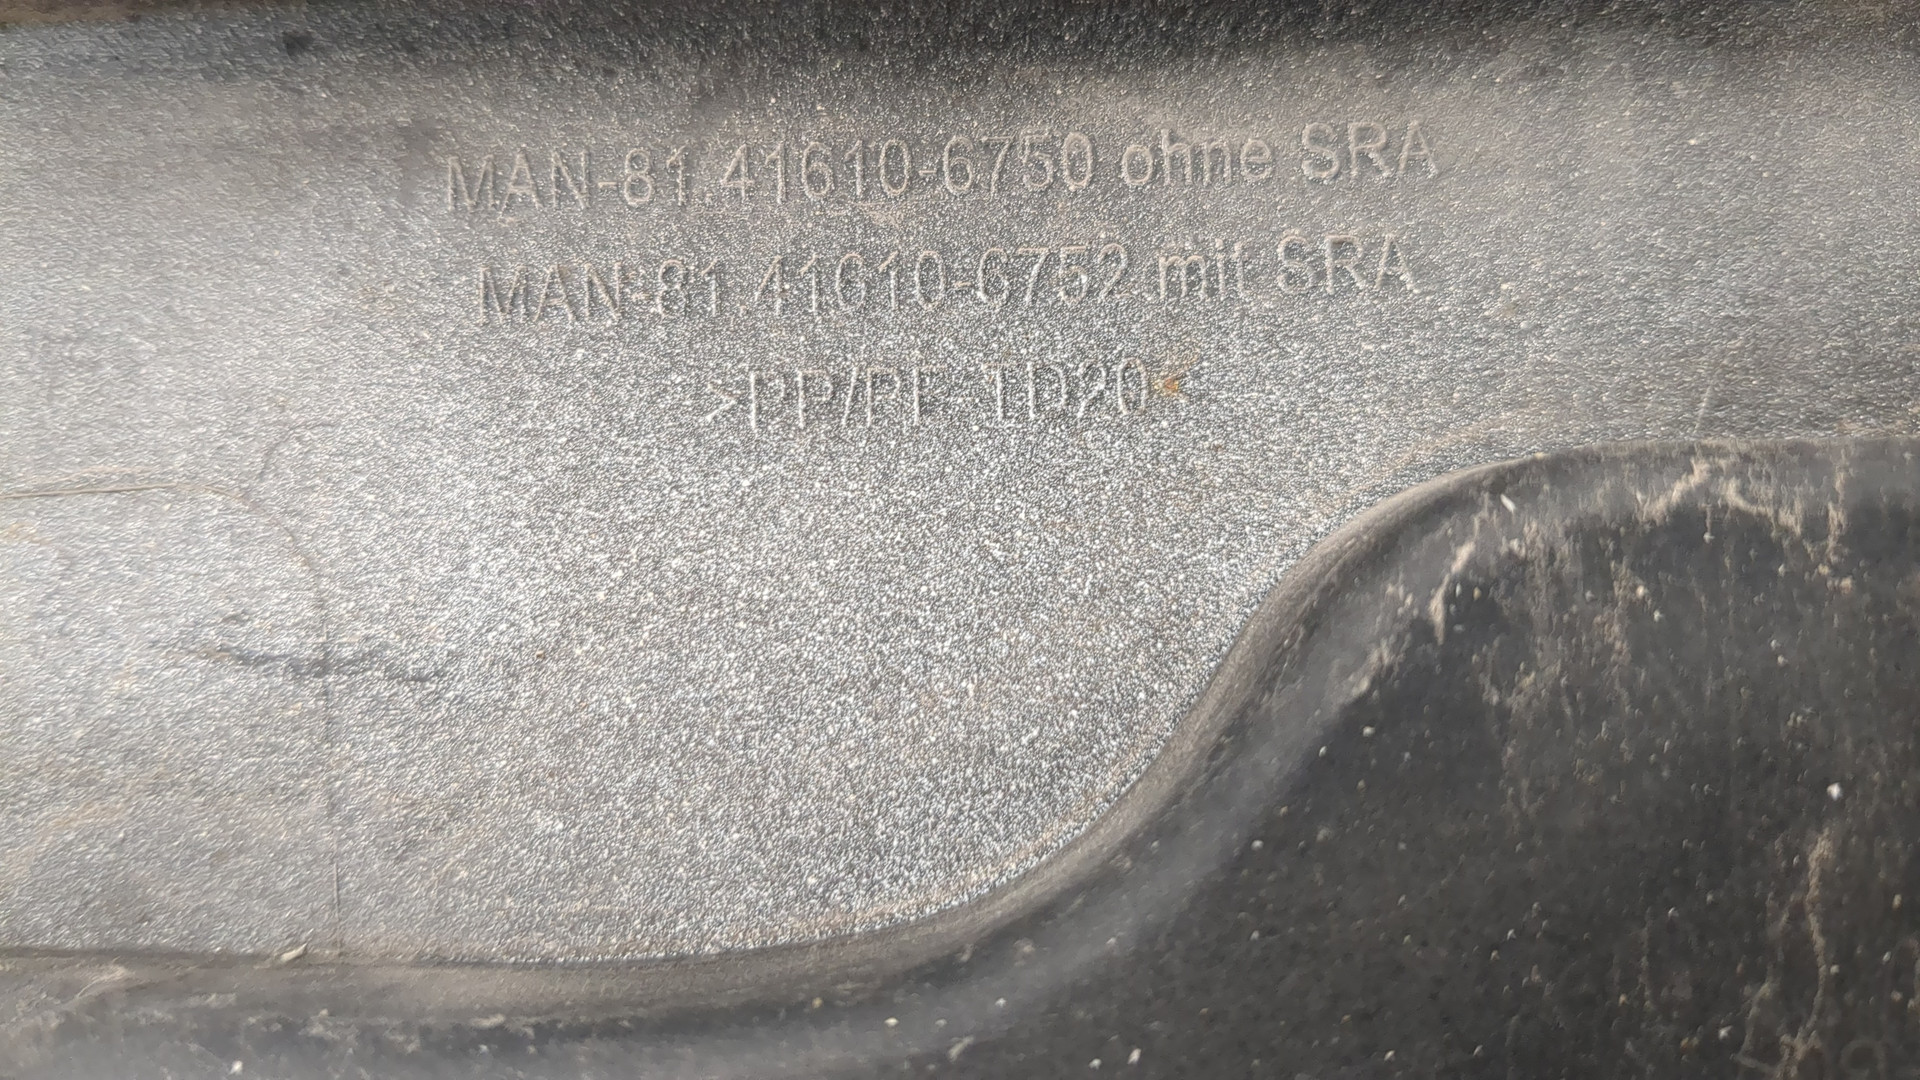 MAN-81.41610-6750 ohne SRA
MAN-81.41610-6752 mit SRA
>PP/PE-TD20<